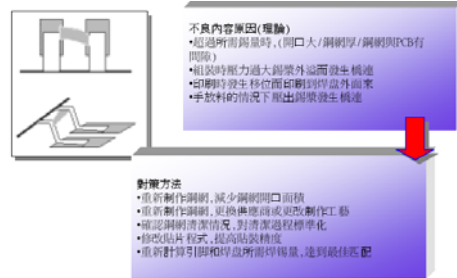 不良內容原因(理論)
•超過所需錫量時,(開口大/鋼網厚/鋼網與PCB有
間隙)
•組裝時壓力過大錫漿外溢而發生橋連
•印刷時發生移位而印刷到焊盘外面來
•手放料的情況下壓出錫漿發生橋連
對策方法
•重新制作鋼網,減少鋼網開口面積
•重新制作鋼網,更換供應商或更改制作工藝
•確認鋼網清潔情況,對清潔過程標準化
•修改貼片程式,提高貼裝精度
•重新計算引脚和焊盘所需焊锡量,達到最佳匹配